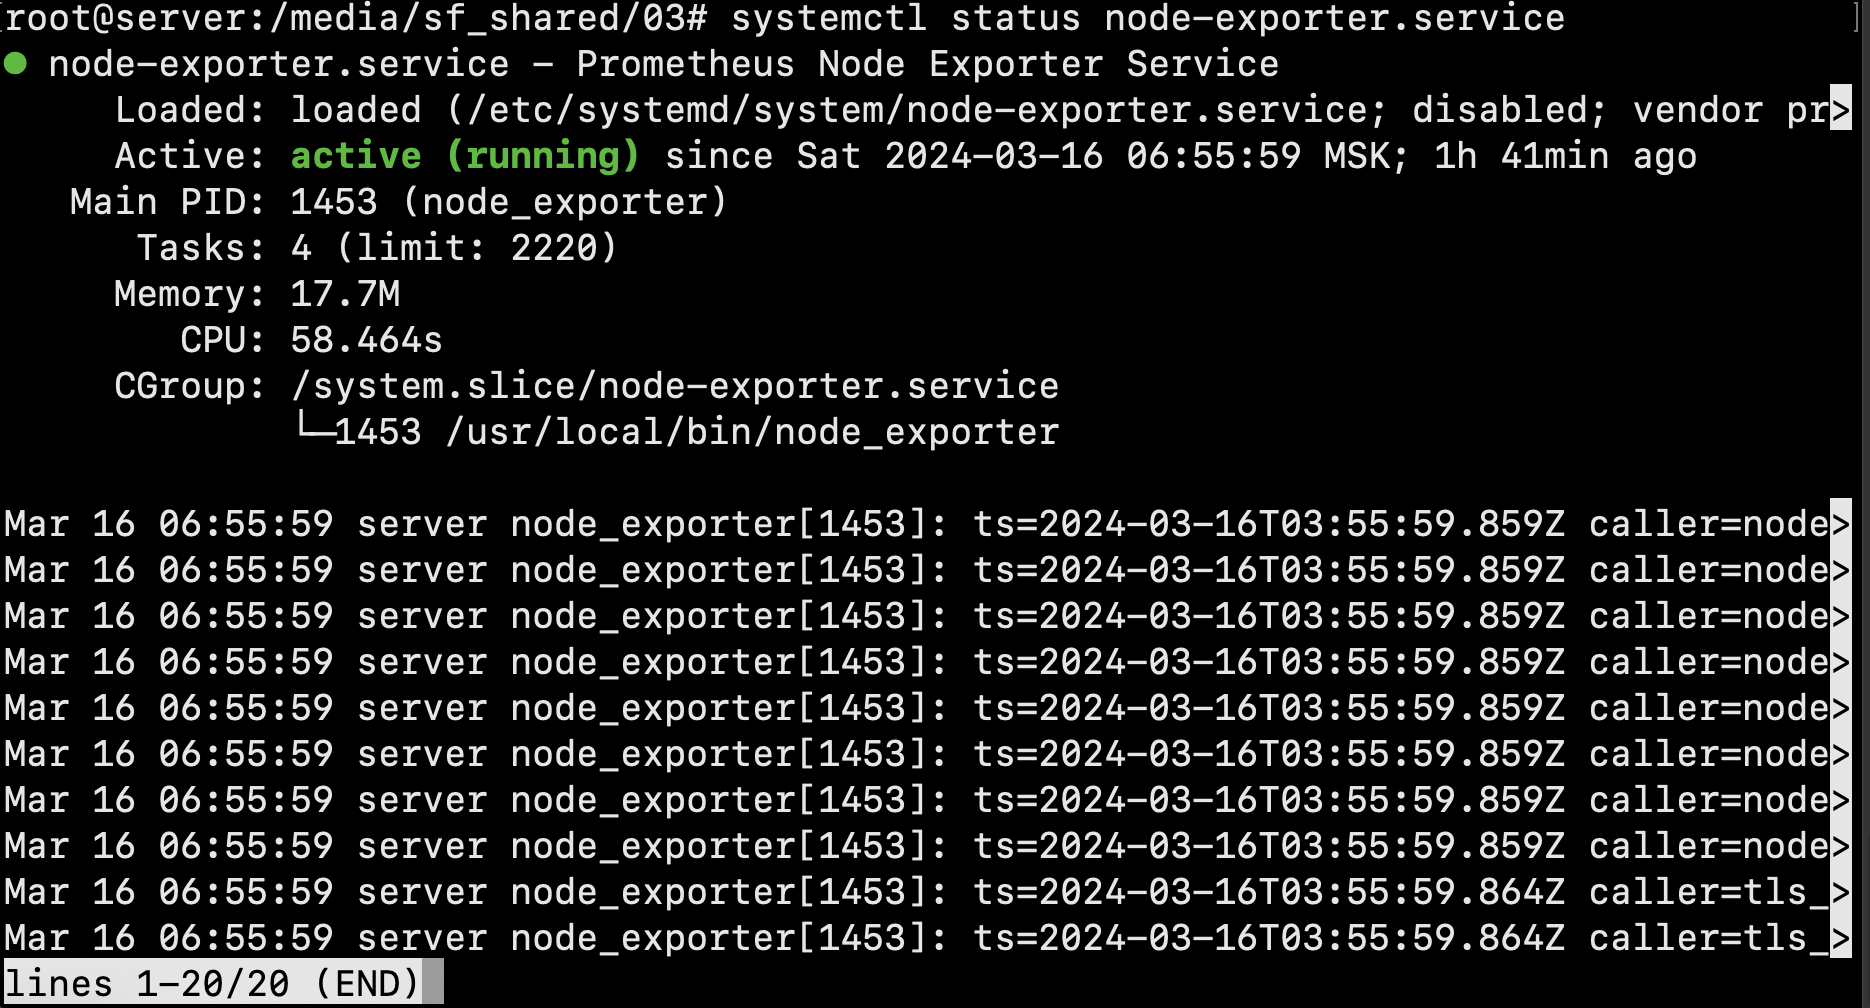 root@server:/media/sf_shared/03# systemctl status node-exporter.service
● node-exporter.service - Prometheus Node Exporter Service
     Loaded: loaded (/etc/systemd/system/node-exporter.service; disabled; vendor pr>
     Active: active (running) since Sat 2024-03-16 06:55:59 MSK; 1h 41min ago
   Main PID: 1453 (node_exporter)
      Tasks: 4 (limit: 2220)
     Memory: 17.7M
        CPU: 58.464s
     CGroup: /system.slice/node-exporter.service
             └─1453 /usr/local/bin/node_exporter

Mar 16 06:55:59 server node_exporter[1453]: ts=2024-03-16T03:55:59.859Z caller=node>
Mar 16 06:55:59 server node_exporter[1453]: ts=2024-03-16T03:55:59.859Z caller=node>
Mar 16 06:55:59 server node_exporter[1453]: ts=2024-03-16T03:55:59.859Z caller=node>
Mar 16 06:55:59 server node_exporter[1453]: ts=2024-03-16T03:55:59.859Z caller=node>
Mar 16 06:55:59 server node_exporter[1453]: ts=2024-03-16T03:55:59.859Z caller=node>
Mar 16 06:55:59 server node_exporter[1453]: ts=2024-03-16T03:55:59.859Z caller=node>
Mar 16 06:55:59 server node_exporter[1453]: ts=2024-03-16T03:55:59.859Z caller=node>
Mar 16 06:55:59 server node_exporter[1453]: ts=2024-03-16T03:55:59.859Z caller=node>
Mar 16 06:55:59 server node_exporter[1453]: ts=2024-03-16T03:55:59.864Z caller=tls_>
Mar 16 06:55:59 server node_exporter[1453]: ts=2024-03-16T03:55:59.864Z caller=tls_>
lines 1-20/20 (END)